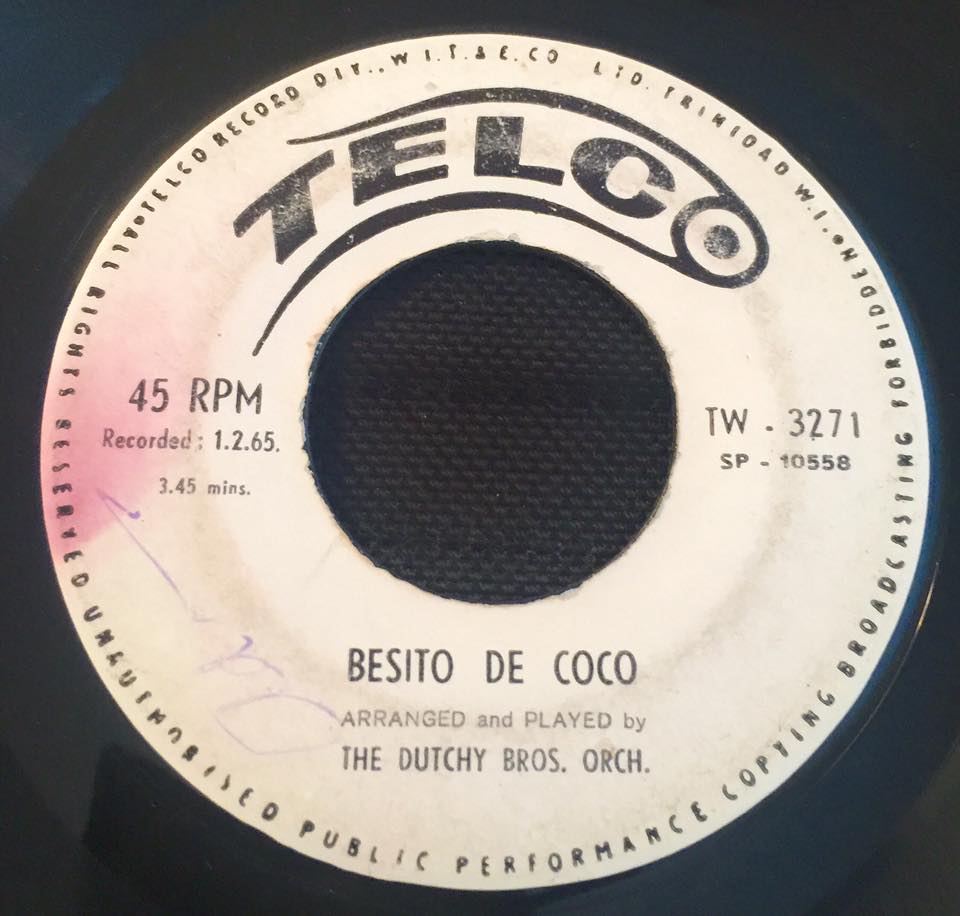 TELCO RECORD DIV., W.I.T.& E.CO LTD. TRINIDAD W.I.
TELCO
45 RPM
Recorded: 1.2.65.
3.45 mins.
TW - 3271
SP - 10558
BESITO DE COCO
ARRANGED and PLAYED by
THE DUTCHY BROS. ORCH.
ALL RIGHTS RESERVED UNAUTHORISED PUBLIC PERFORMANCE. COPYING BROADCASTING FORBIDDEN